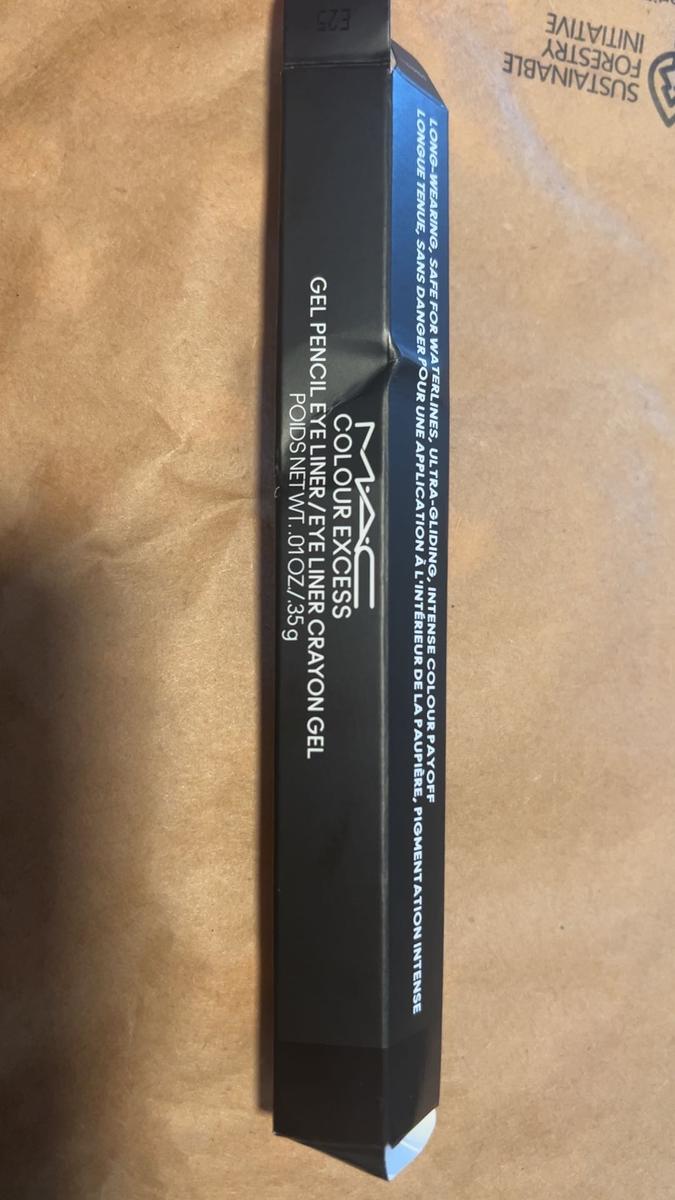 M·A·C
COLOUR EXCESS
GEL PENCIL EYE LINER / EYE LINER CRAYON GEL
POIDS NET WT. .01 OZ./.35 g
LONG-WEARING, SAFE FOR WATERLINES, ULTRA-GLIDING, INTENSE COLOUR PAYOFF
LONGUE TENUE, SANS DANGER POUR UNE APPLICATION À L'INTÉRIEUR DE LA PAUPIÈRE, PIGMENTATION INTENSE
E25
SUSTAINABLE
FORESTRY
INITIATIVE